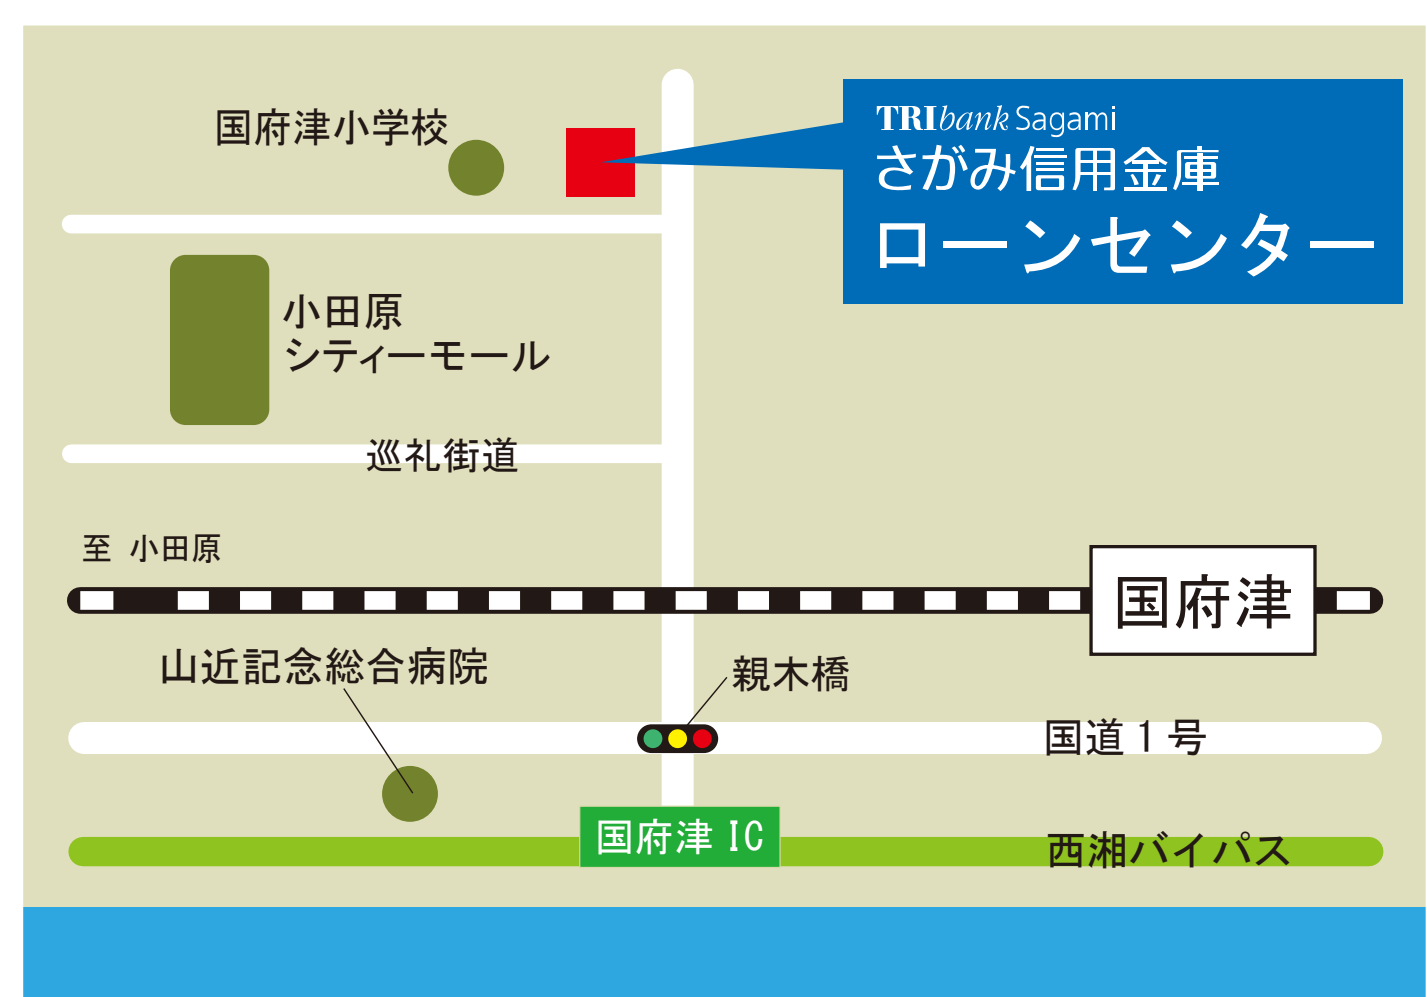 国府津小学校
TRIbank Sagami
さがみ信用金庫
ローンセンター
小田原
シティーモール
巡礼街道
至 小田原
国府津
山近記念総合病院
親木橋
国道1号
国府津 IC
西湘バイパス